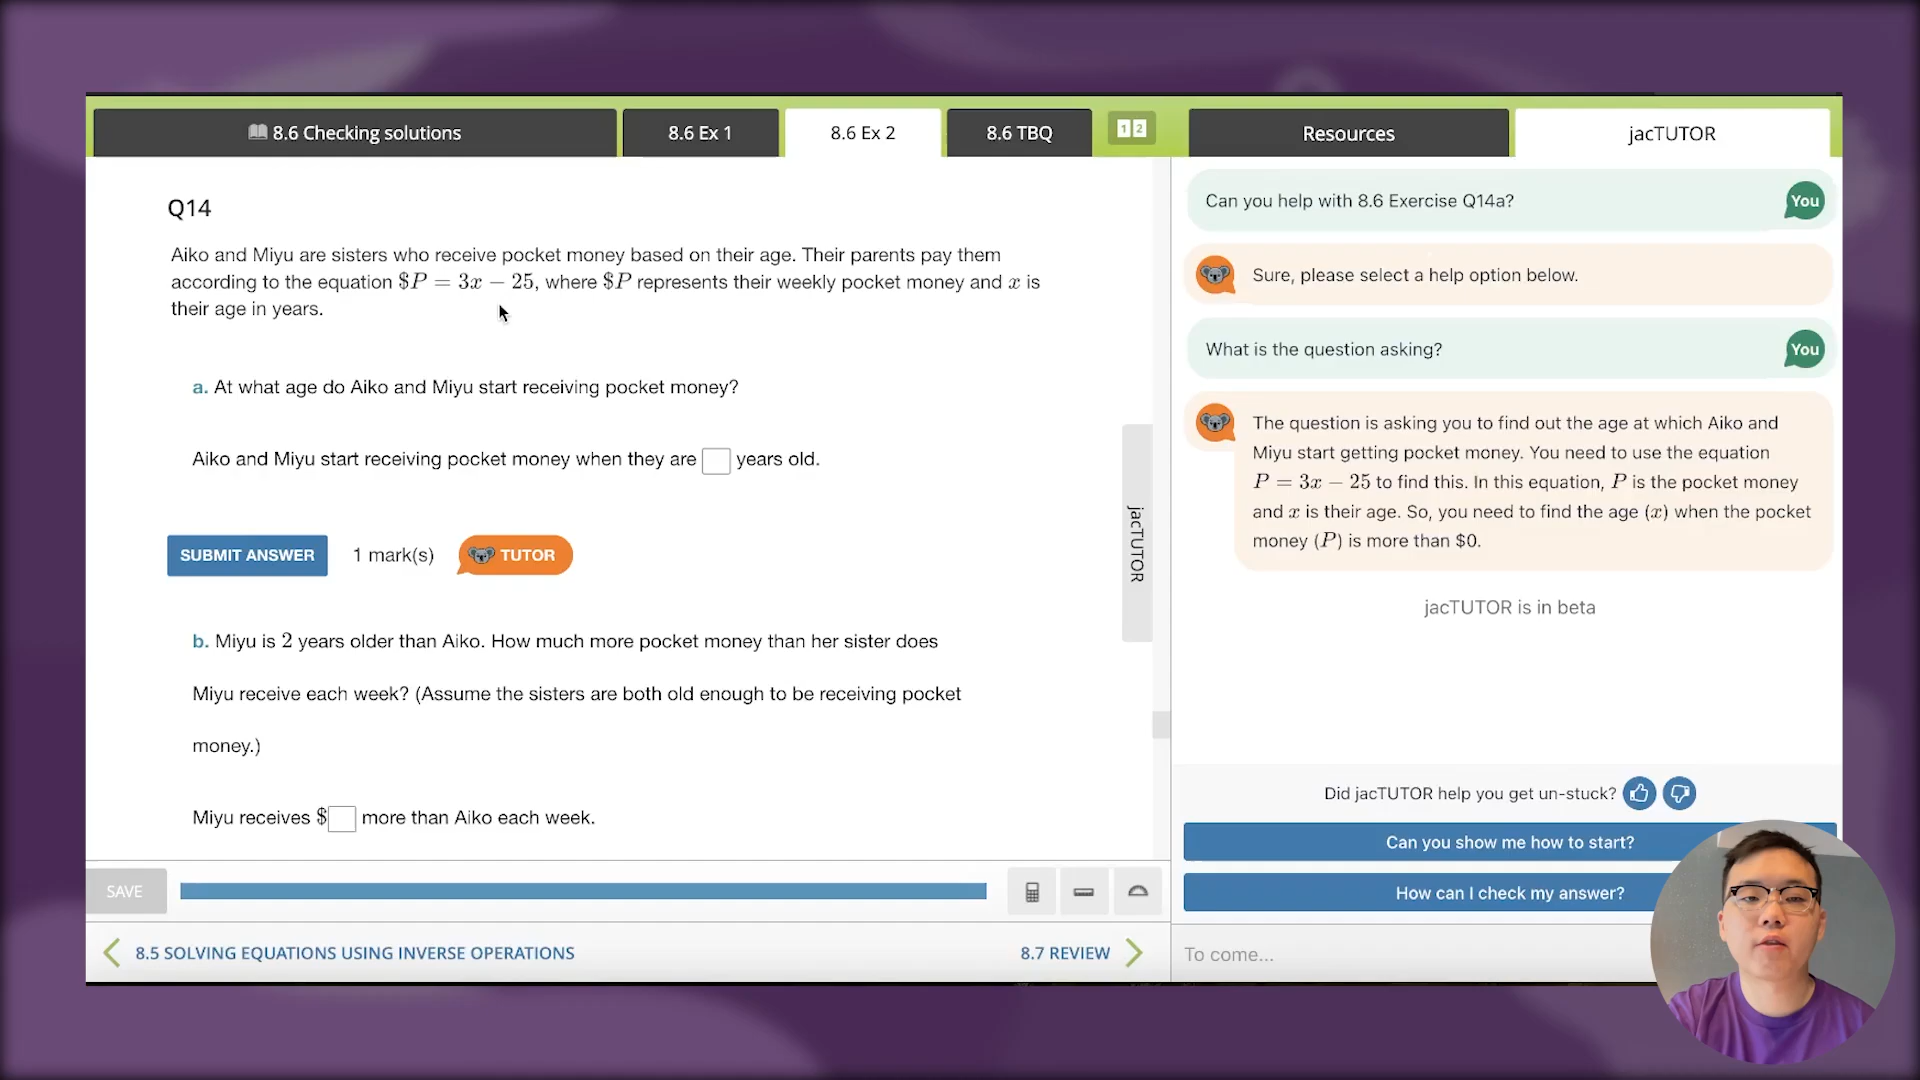 8.6 Checking solutions
8.6 Ex 1
8.6 Ex 2
8.6 TBQ
1 2
Resources
jacTUTOR
Q14
Aiko and Miyu are sisters who receive pocket money based on their age. Their parents pay them
according to the equation $P = 3x − 25, where $P represents their weekly pocket money and x is
their age in years.
a. At what age do Aiko and Miyu start receiving pocket money?
Aiko and Miyu start receiving pocket money when they are years old.
SUBMIT ANSWER
1 mark(s)
TUTOR
b. Miyu is 2 years older than Aiko. How much more pocket money than her sister does
Miyu receive each week? (Assume the sisters are both old enough to be receiving pocket
money.)
Miyu receives $ more than Aiko each week.
SAVE
8.5 SOLVING EQUATIONS USING INVERSE OPERATIONS
8.7 REVIEW
jacTUTOR
Can you help with 8.6 Exercise Q14a?
You
Sure, please select a help option below.
What is the question asking?
You
The question is asking you to find out the age at which Aiko and
Miyu start getting pocket money. You need to use the equation
P = 3x − 25 to find this. In this equation, P is the pocket money
and x is their age. So, you need to find the age (x) when the pocket
money (P) is more than $0.
jacTUTOR is in beta
Did jacTUTOR help you get un-stuck?
Can you show me how to start?
How can I check my answer?
To come...